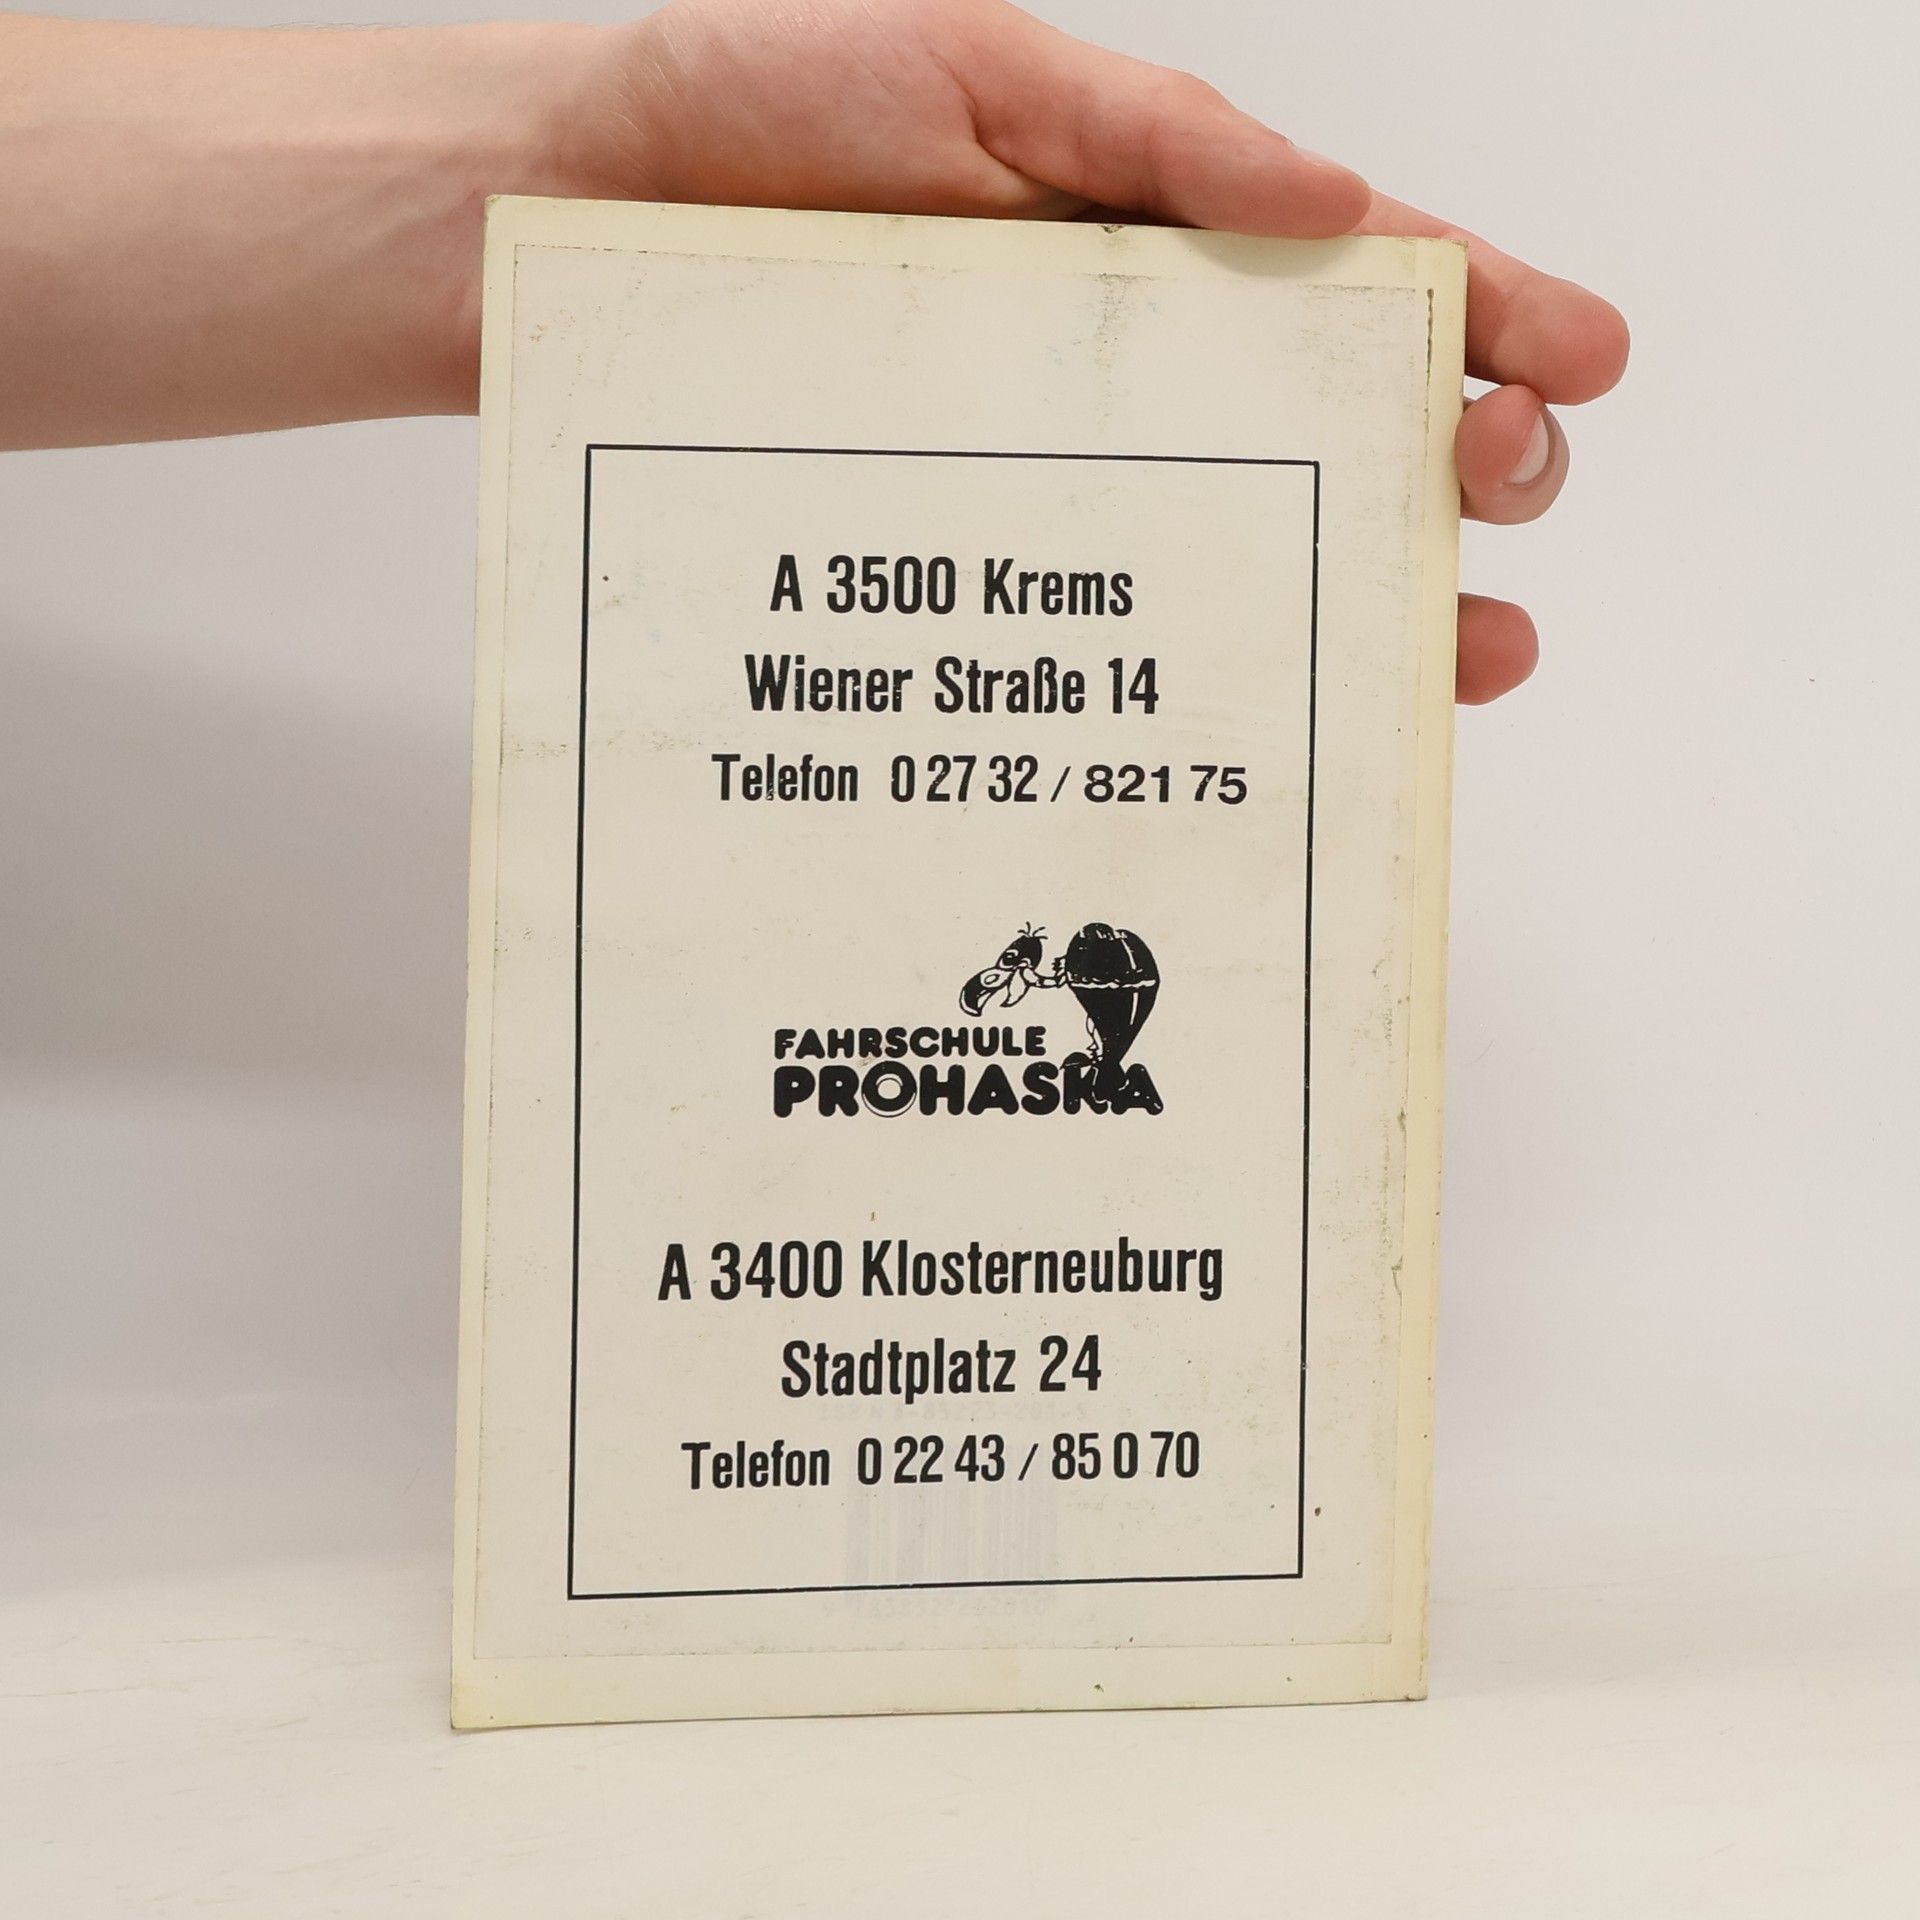 A 3500 Krems
Wiener Straße 14
Telefon 0 27 32 / 821 75
FAHRSCHULE
PROHASKA
A 3400 Klosterneuburg
Stadtplatz 24
Telefon 0 22 43 / 85 0 70